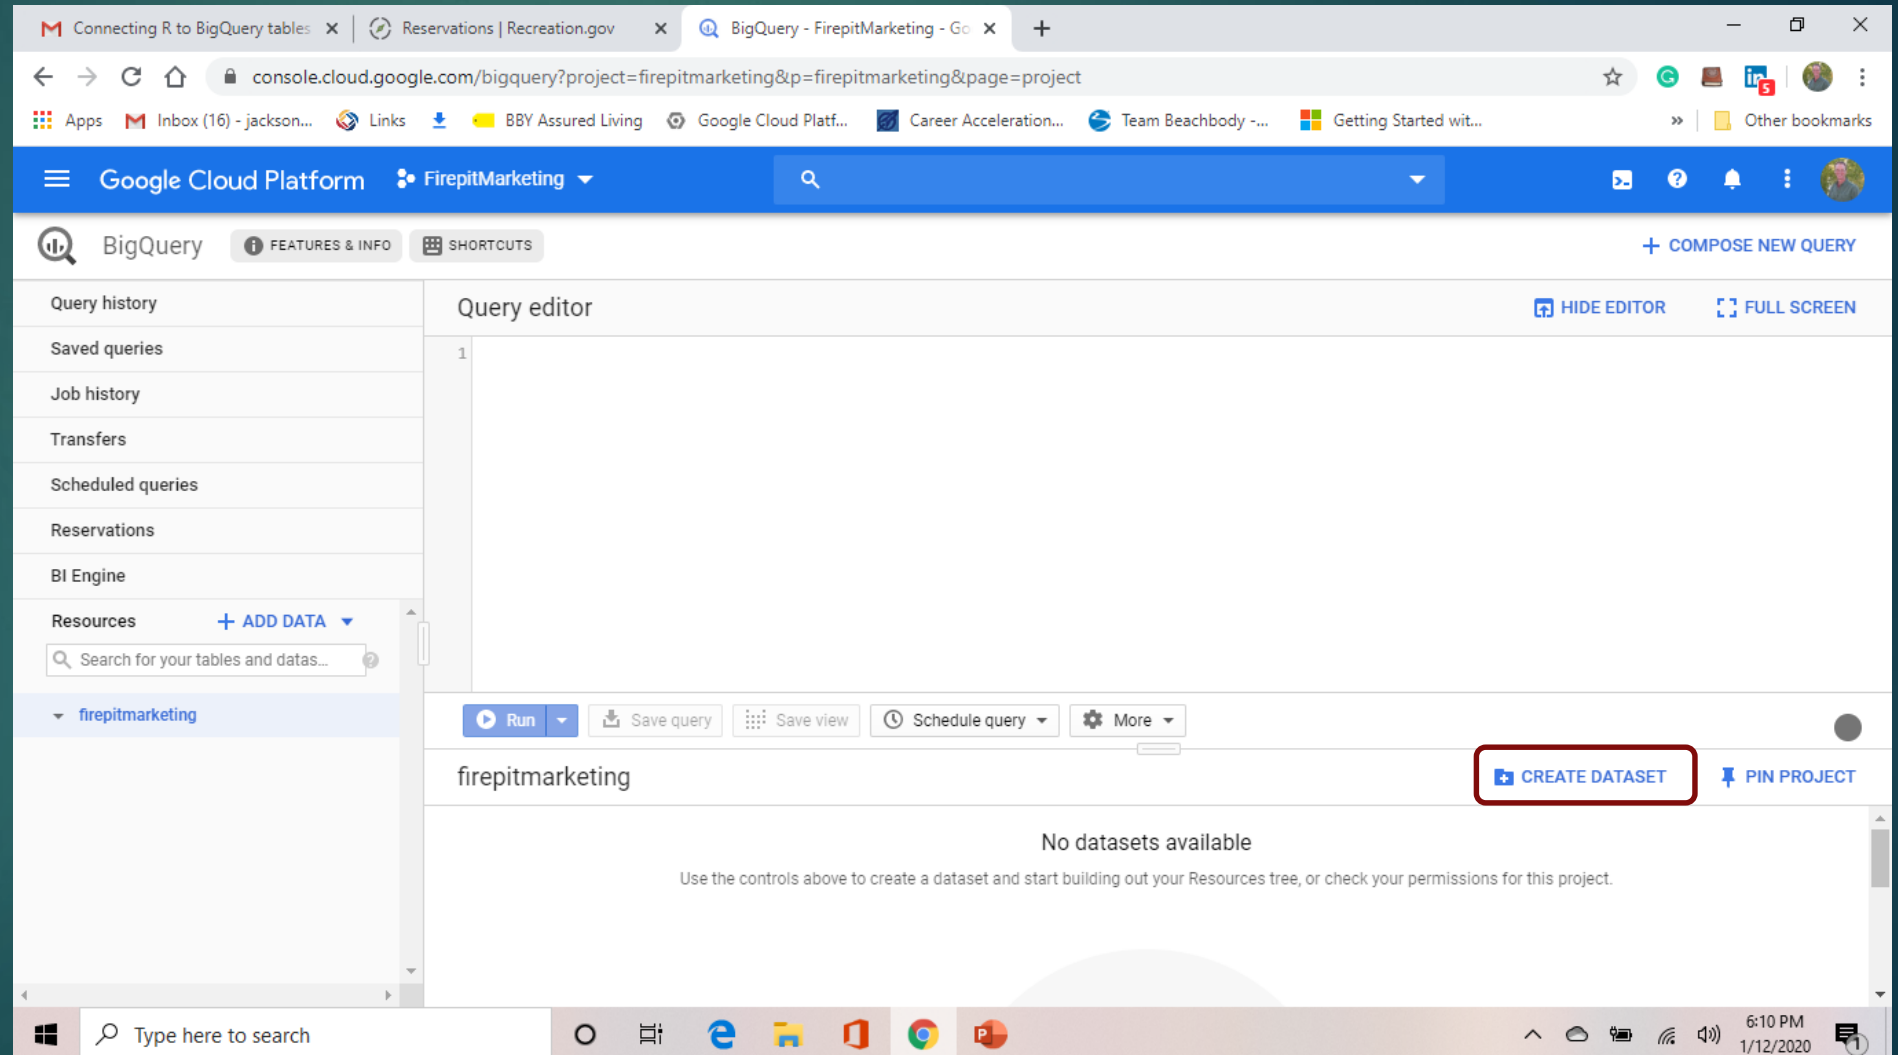 Connecting R to BigQuery tables
Reservations | Recreation.gov
BigQuery - FirepitMarketing - Go
console.cloud.google.com/bigquery?project=firepitmarketing&p=firepitmarketing&page=project
5
Apps
Inbox (16) - jackson...
Links
BBY Assured Living
Google Cloud Platf...
Career Acceleration...
Team Beachbody -...
Getting Started wit...
»
Other bookmarks
Google Cloud Platform
FirepitMarketing
BigQuery
FEATURES & INFO
SHORTCUTS
+ COMPOSE NEW QUERY
Query history
Saved queries
Job history
Transfers
Scheduled queries
Reservations
BI Engine
Resources
+ ADD DATA
Search for your tables and datas...
firepitmarketing
Query editor
HIDE EDITOR
FULL SCREEN
1
Run
Save query
Save view
Schedule query
More
firepitmarketing
CREATE DATASET
PIN PROJECT
No datasets available
Use the controls above to create a dataset and start building out your Resources tree, or check your permissions for this project.
Type here to search
6:10 PM
1/12/2020
1